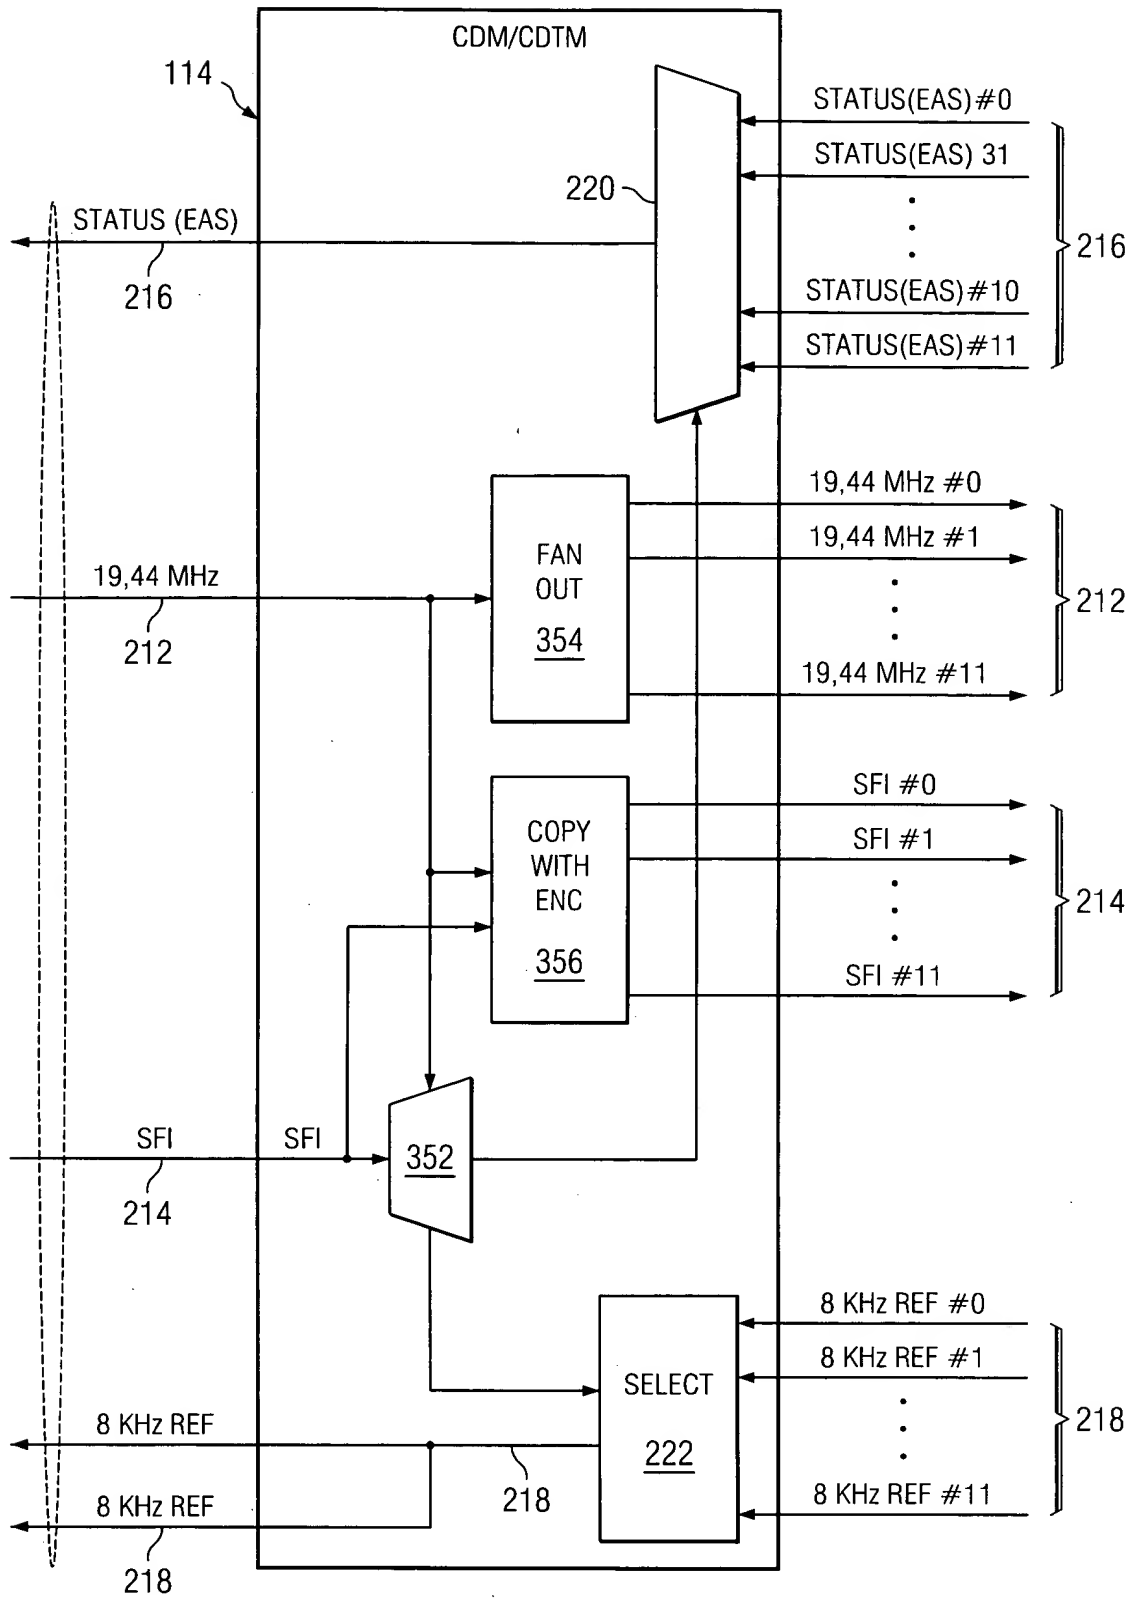 CDM/CDTM
114
STATUS(EAS)#0
STATUS(EAS) 31
220
STATUS (EAS)
216
216
STATUS(EAS)#10
STATUS(EAS)#11
19,44 MHz #0
19,44 MHz #1
FAN
OUT
354
19,44 MHz
212
212
19,44 MHz #11
SFI #0
SFI #1
COPY
WITH
ENC
356
214
SFI #11
SFI
SFI
352
214
8 KHz REF #0
8 KHz REF #1
SELECT
222
218
8 KHz REF
218
8 KHz REF #11
8 KHz REF
218